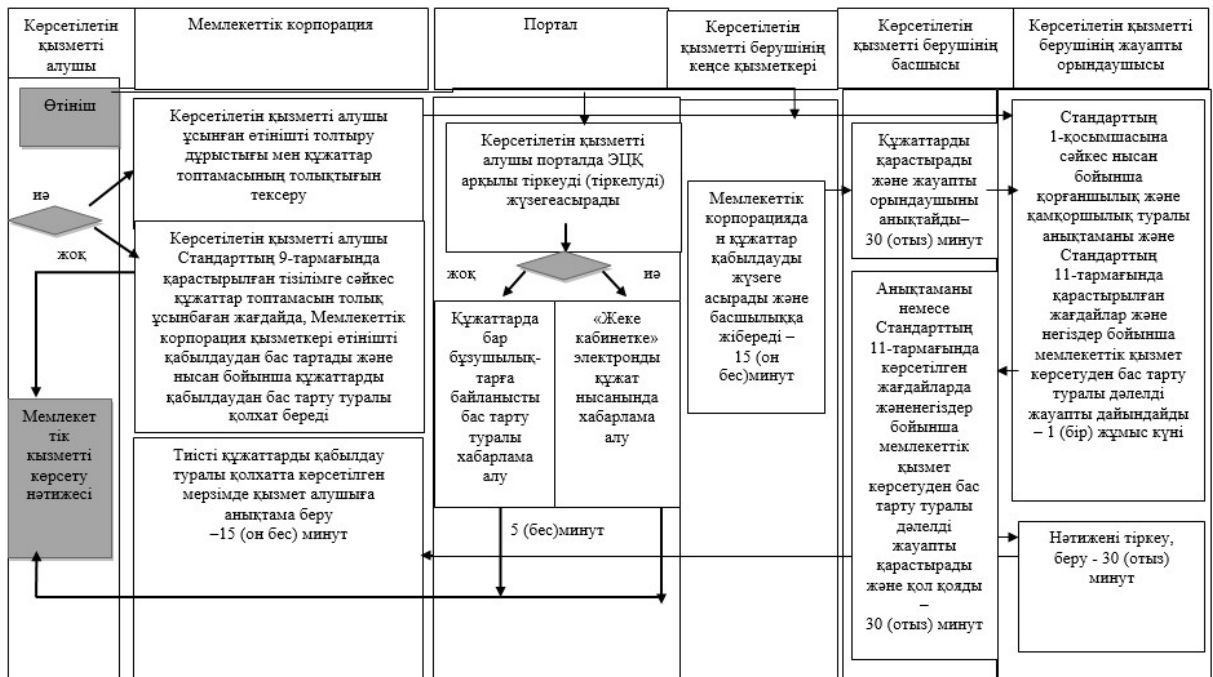 Көрсетілетін
қызметті
алушы
Мемлекеттік корпорация
Портал
Көрсетілетін
қызметті берушінің
кеңсе қызметкері
Көрсетілетін
қызметті берушінің
басшысы
Көрсетілетін қызметті
берушінің жауапты
орындаушысы
Өтініш
иә
жоқ
Мемлекет
тік
кызметті
көрсету
нәтижесі
Көрсетілетін қызметті алушы
ұсынған өтінішті толтыру
дұрыстығы мен құжаттар
топтамасының толықтығын
тексеру
Көрсетілетін қызметті алушы
Стандарттың 9-тармағында
қарастырылған тізілімге сәйкес
құжаттар топтамасын толық
ұсынбаған жағдайда, Мемлекеттік
корпорация қызметкері өтінішті
қабылдаудан бас тартады және
нысан бойынша құжаттарды
қабылдаудан бас тарту туралы
қолхат береді
Тиісті құжаттарды қабылдау
туралы қолхатта көрсетілген
мерзімде қызмет алушыға
анықтама беру
–15 (он бес) минут
Көрсетілетін қызметті
алушы порталда ЭЦҚ
арқылы тіркеуді (тіркелуді)
жүзегеасырады
жоқ
иә
Құжаттарда
бар
бұзушылық-
тарға
байланысты
бас тарту
туралы
хабарлама
алу
«Жеке
кабинетке»
электронды
құжат
нысанында
хабарлама
алу
5 (бес)минут
Мемлекеттік
корпорацияда
н құжаттар
қабылдауды
жүзеге
асырады және
басшылыққа
жібереді –
15 (он
бес)минут
Құжаттарды
қарастырады
және жауапты
орындаушыны
анықтайды–
30 (отыз) минут
Анықтаманы
немесе
Стандарттың
11-тармағында
көрсетілген
жағдайларда
жәненегіздер
бойынша
мемлекеттік
қызмет
көрсетуден бас
тарту туралы
дәлелді
жауапты
қарастырады
және қол қояды
–
30 (отыз) минут
Стандарттың
1-қосымшасына
сәйкес нысан
бойынша
қорғаншылық және
қамқоршылық туралы
анықтаманы және
Стандарттың
11-тармағында
қарастырылған
жағдайлар және
негіздер бойынша
мемлекеттік қызмет
көрсетуден бас тарту
туралы дәлелді
жауапты дайындайды
– 1 (бір) жұмыс күні
Нәтижені тіркеу,
беру - 30 (отыз)
минут